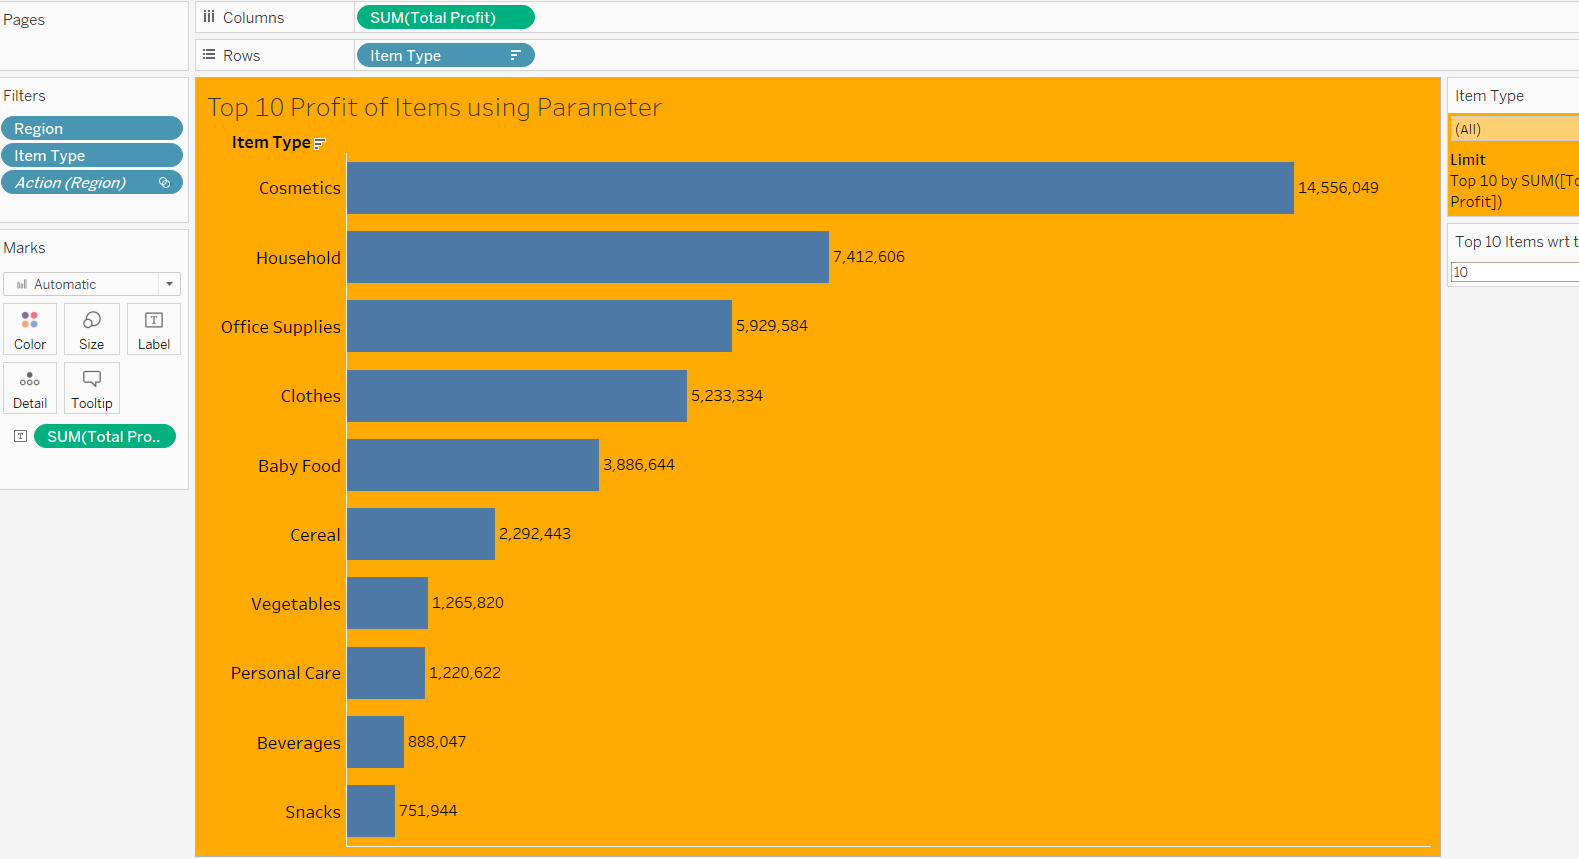 Pages
Columns
SUM(Total Profit)
Rows
Item Type
Filters
Region
Item Type
Action (Region)
Marks
Automatic
Color
Size
Label
Detail
Tooltip
SUM(Total Pro..
Top 10 Profit of Items using Parameter
Item Type
Cosmetics 14,556,049
Household 7,412,606
Office Supplies 5,929,584
Clothes 5,233,334
Baby Food 3,886,644
Cereal 2,292,443
Vegetables 1,265,820
Personal Care 1,220,622
Beverages 888,047
Snacks 751,944
Item Type
(All)
Limit
Top 10 by SUM([To
Profit])
Top 10 Items wrt t
10